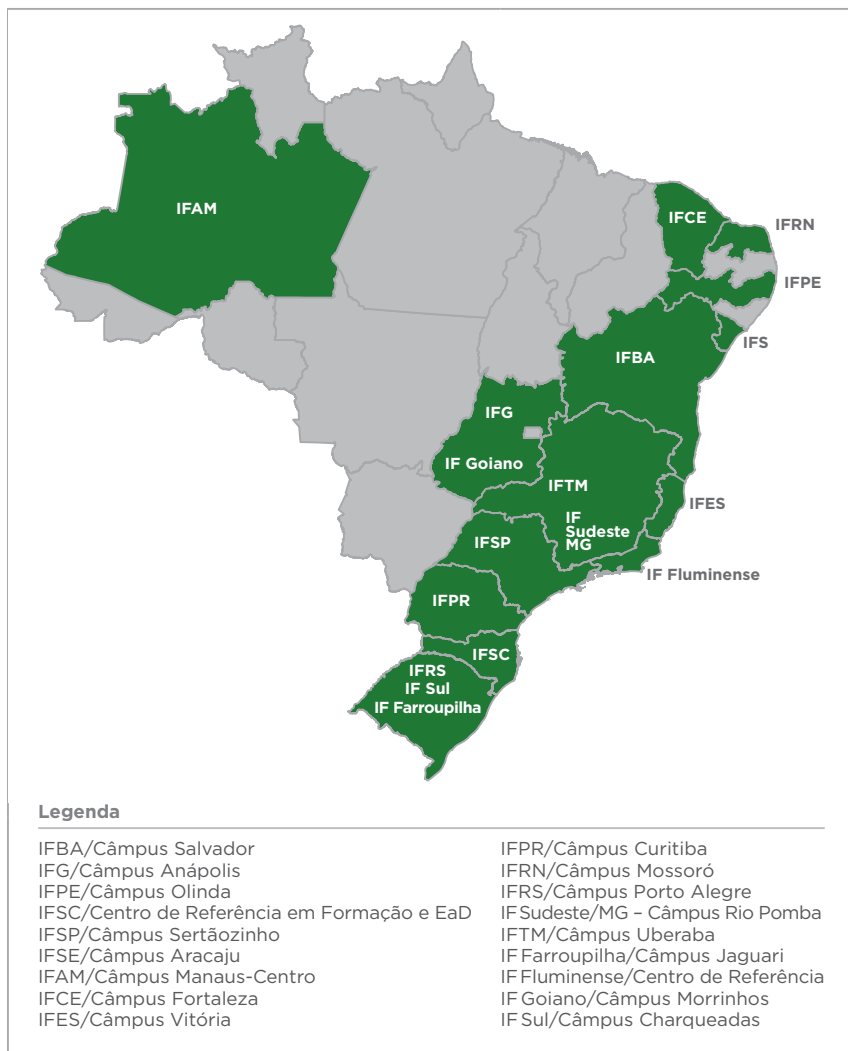 IFAM
IFCE
IFRN
IFPE
IFS
IFBA
IFG
IF Goiano
IFTM
IFES
IF
Sudeste
MG
IFSP
IF Fluminense
IFPR
IFSC
IFRS
IF Sul
IF Farroupilha
Legenda
IFBA/Câmpus Salvador
IFG/Câmpus Anápolis
IFPE/Câmpus Olinda
IFSC/Centro de Referência em Formação e EaD
IFSP/Câmpus Sertãozinho
IFSE/Câmpus Aracaju
IFAM/Câmpus Manaus-Centro
IFCE/Câmpus Fortaleza
IFES/Câmpus Vitória
IFPR/Câmpus Curitiba
IFRN/Câmpus Mossoró
IFRS/Câmpus Porto Alegre
IF Sudeste/MG – Câmpus Rio Pomba
IFTM/Câmpus Uberaba
IF Farroupilha/Câmpus Jaguari
IF Fluminense/Centro de Referência
IF Goiano/Câmpus Morrinhos
IF Sul/Câmpus Charqueadas